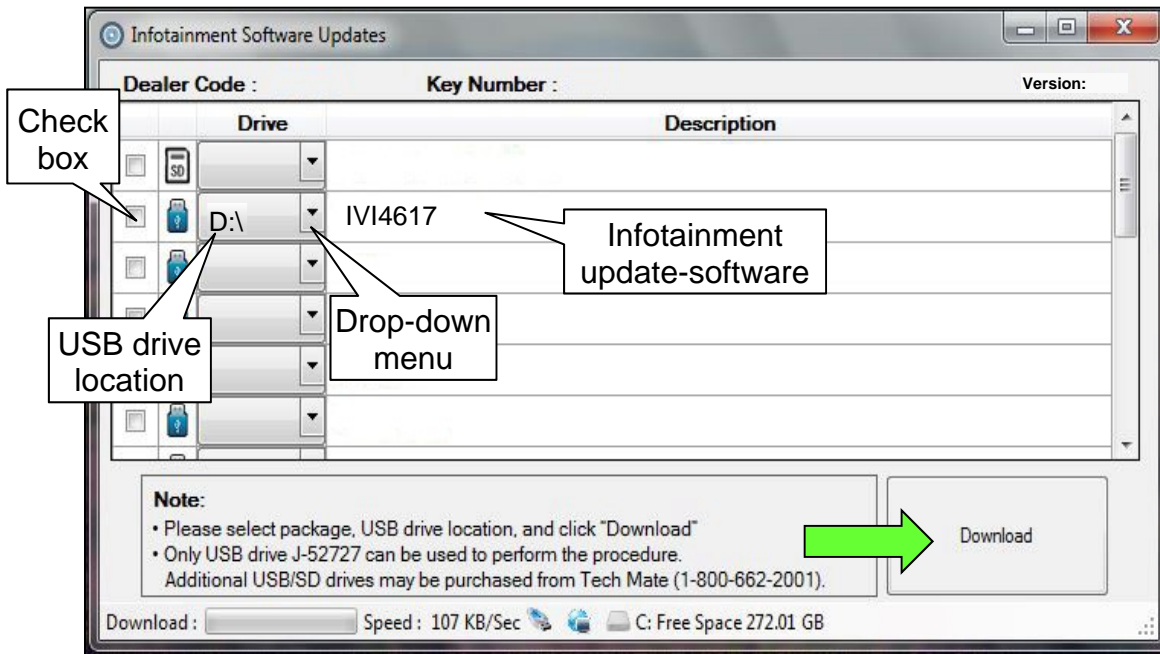 Infotainment Software Updates
Dealer Code :
Key Number :
Version:
Check
box
Drive
Description
SD
D:\
IVI4617
Infotainment
update-software
USB drive
location
Drop-down
menu
Note:
• Please select package, USB drive location, and click "Download"
• Only USB drive J-52727 can be used to perform the procedure.
Additional USB/SD drives may be purchased from Tech Mate (1-800-662-2001).
Download
Download :
Speed : 107 KB/Sec
C: Free Space 272.01 GB